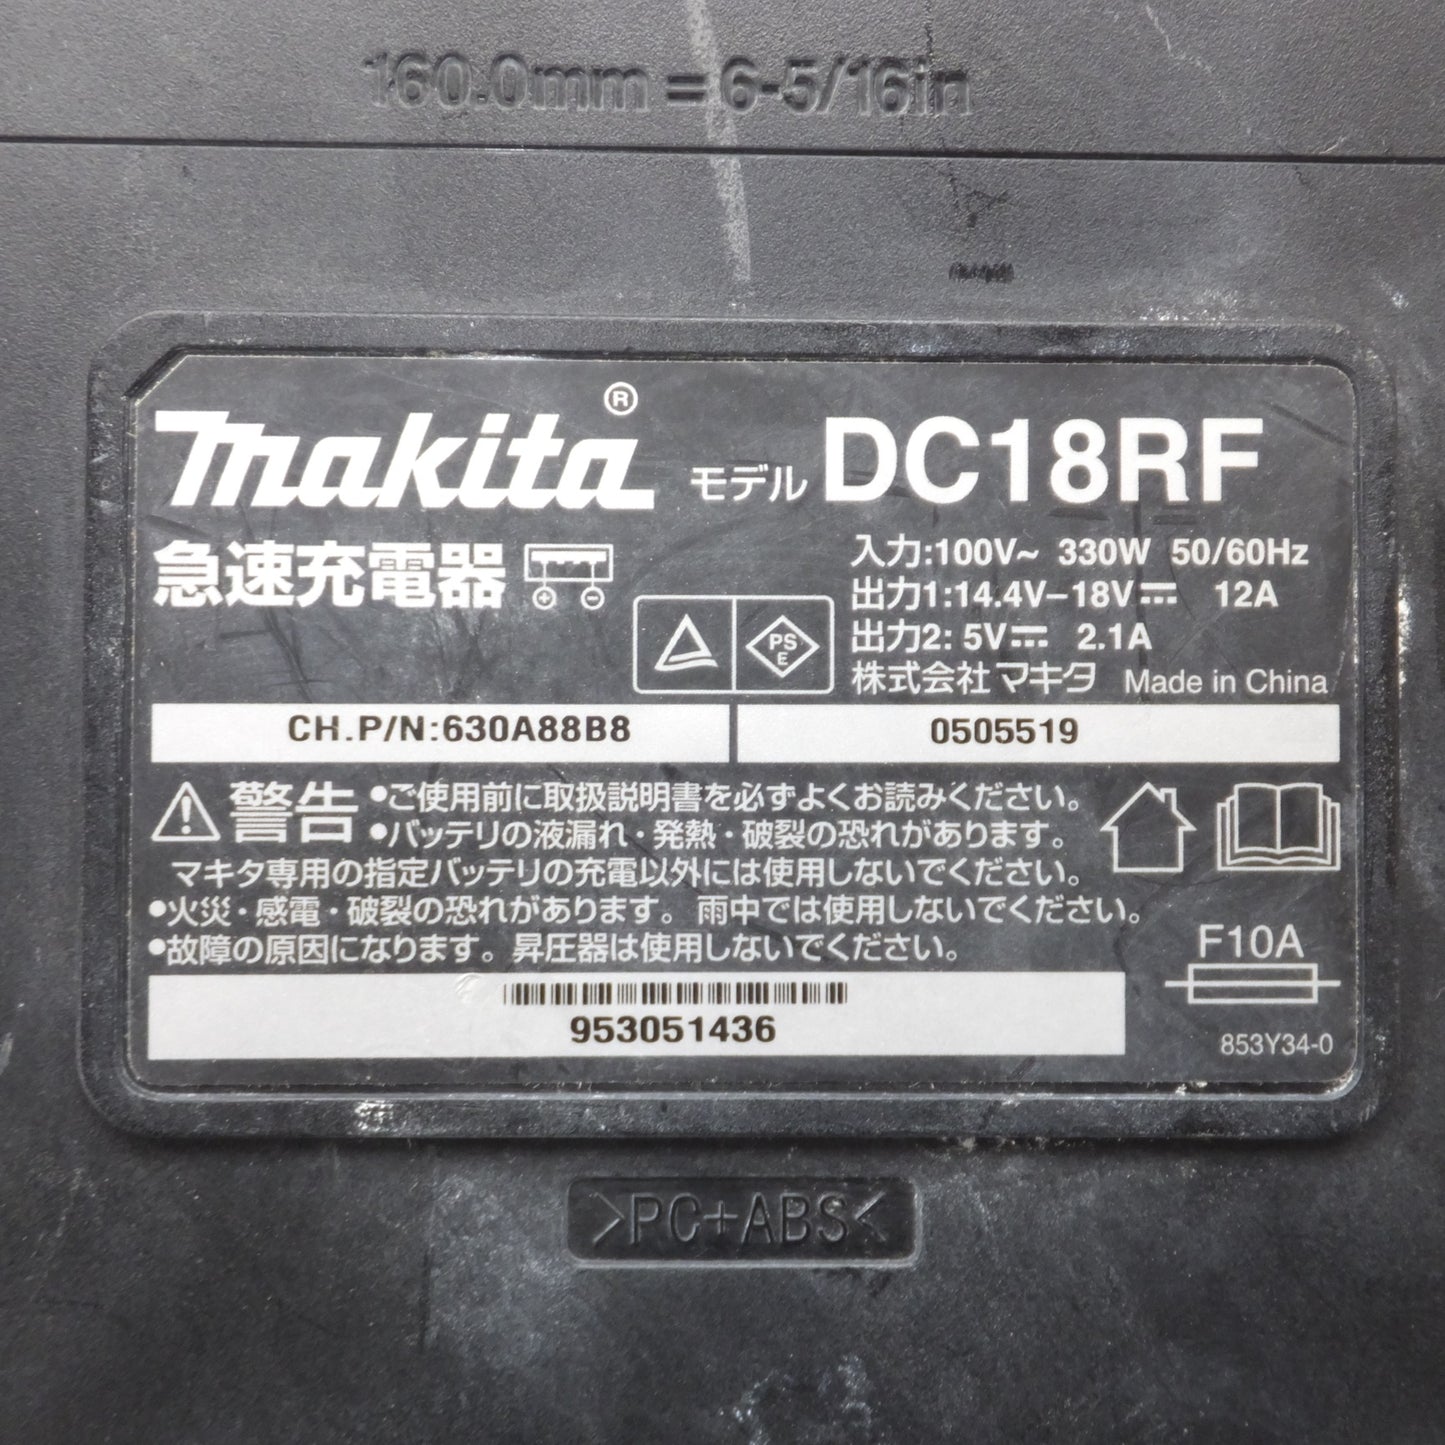 160.0mm = 6-5/16in
makita®
モデル DC18RF
急速充電器
入力:100V~ 330W 50/60Hz
出力1:14.4V–18V⎓ 12A
出力2: 5V⎓ 2.1A
PS
E
株式会社 マキタ Made in China
CH.P/N:630A88B8
0505519
警告
•ご使用前に取扱説明書を必ずよくお読みください。
•バッテリの液漏れ・発熱・破裂の恐れがあります。
マキタ専用の指定バッテリの充電以外には使用しないでください。
•火災・感電・破裂の恐れがあります。雨中では使用しないでください。
•故障の原因になります。昇圧器は使用しないでください。
F10A
953051436
853Y34-0
>PC+ABS<